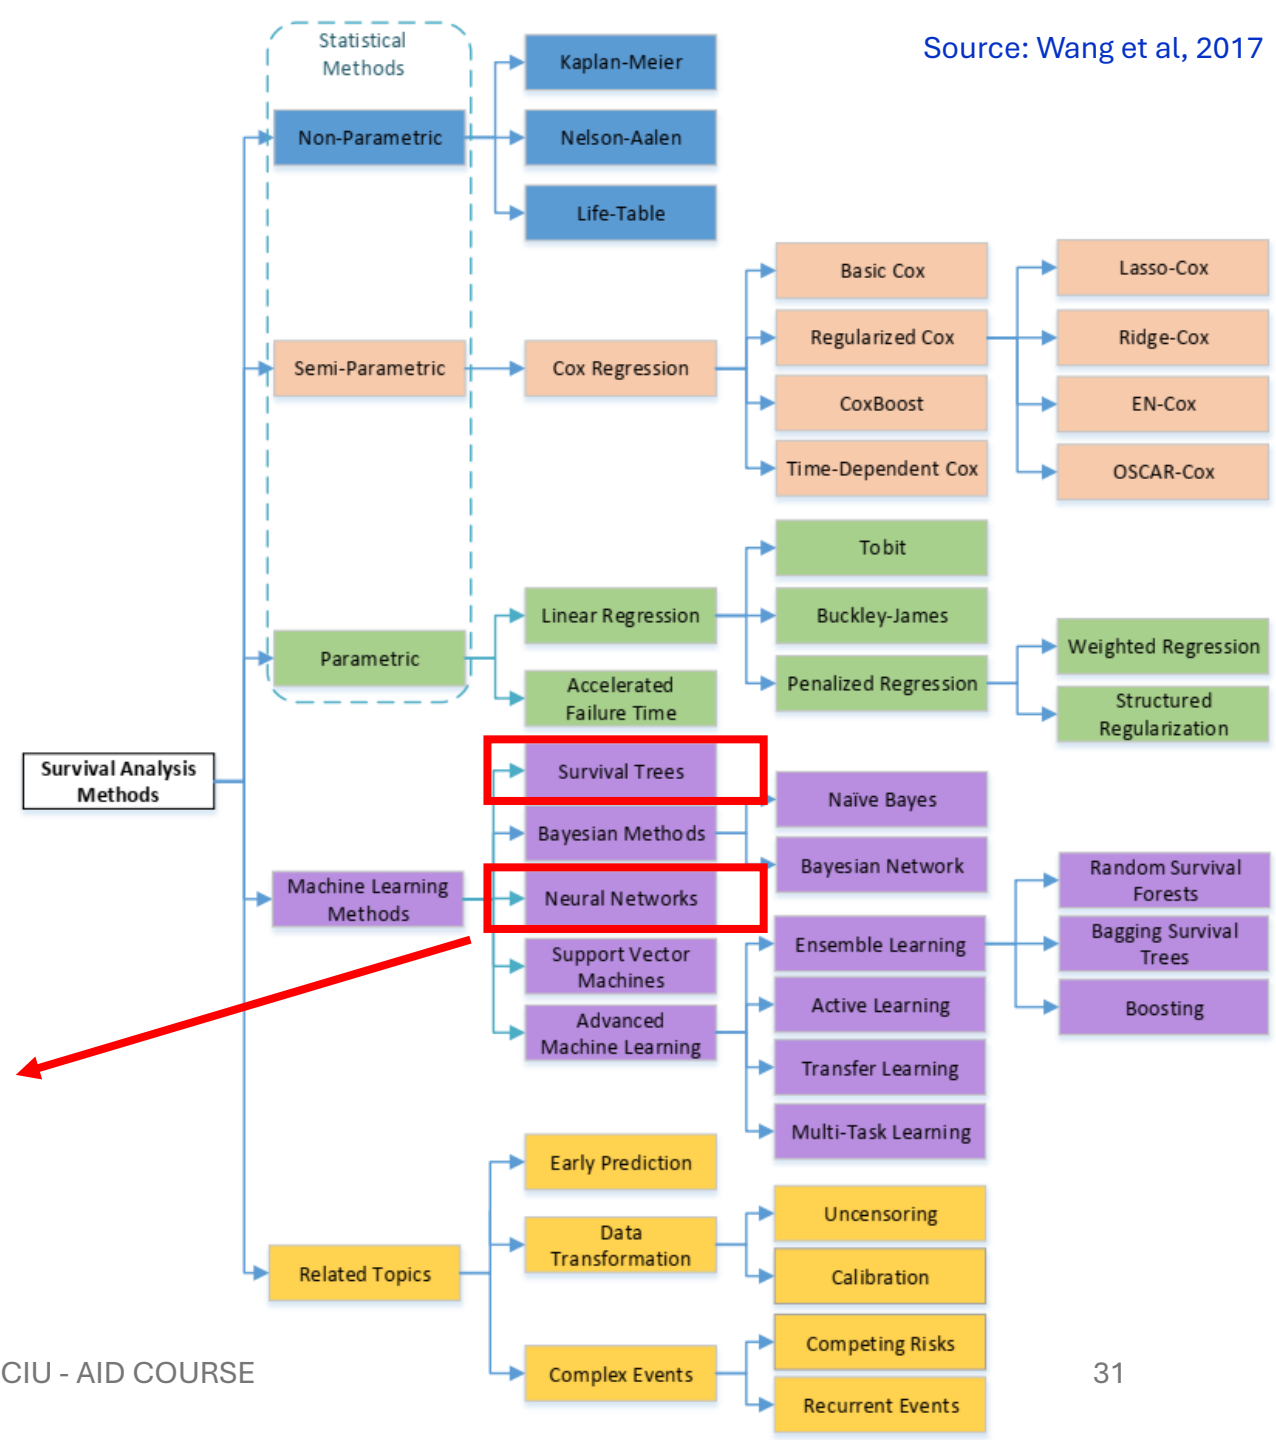 Statistical
Methods
Source: Wang et al, 2017
Kaplan-Meier
Non-Parametric
Nelson-Aalen
Life-Table
Basic Cox
Lasso-Cox
Regularized Cox
Ridge-Cox
Semi-Parametric
Cox Regression
CoxBoost
EN-Cox
Time-Dependent Cox
OSCAR-Cox
Tobit
Linear Regression
Buckley-James
Parametric
Weighted Regression
Penalized Regression
Accelerated
Failure Time
Structured
Regularization
Survival Analysis
Methods
Survival Trees
Naïve Bayes
Bayesian Methods
Bayesian Network
Machine Learning
Methods
Neural Networks
Random Survival
Forests
Ensemble Learning
Bagging Survival
Trees
Support Vector
Machines
Active Learning
Boosting
Advanced
Machine Learning
Transfer Learning
Multi-Task Learning
Early Prediction
Uncensoring
Data
Transformation
Related Topics
Calibration
Competing Risks
Complex Events
Recurrent Events
CIU - AID COURSE
31